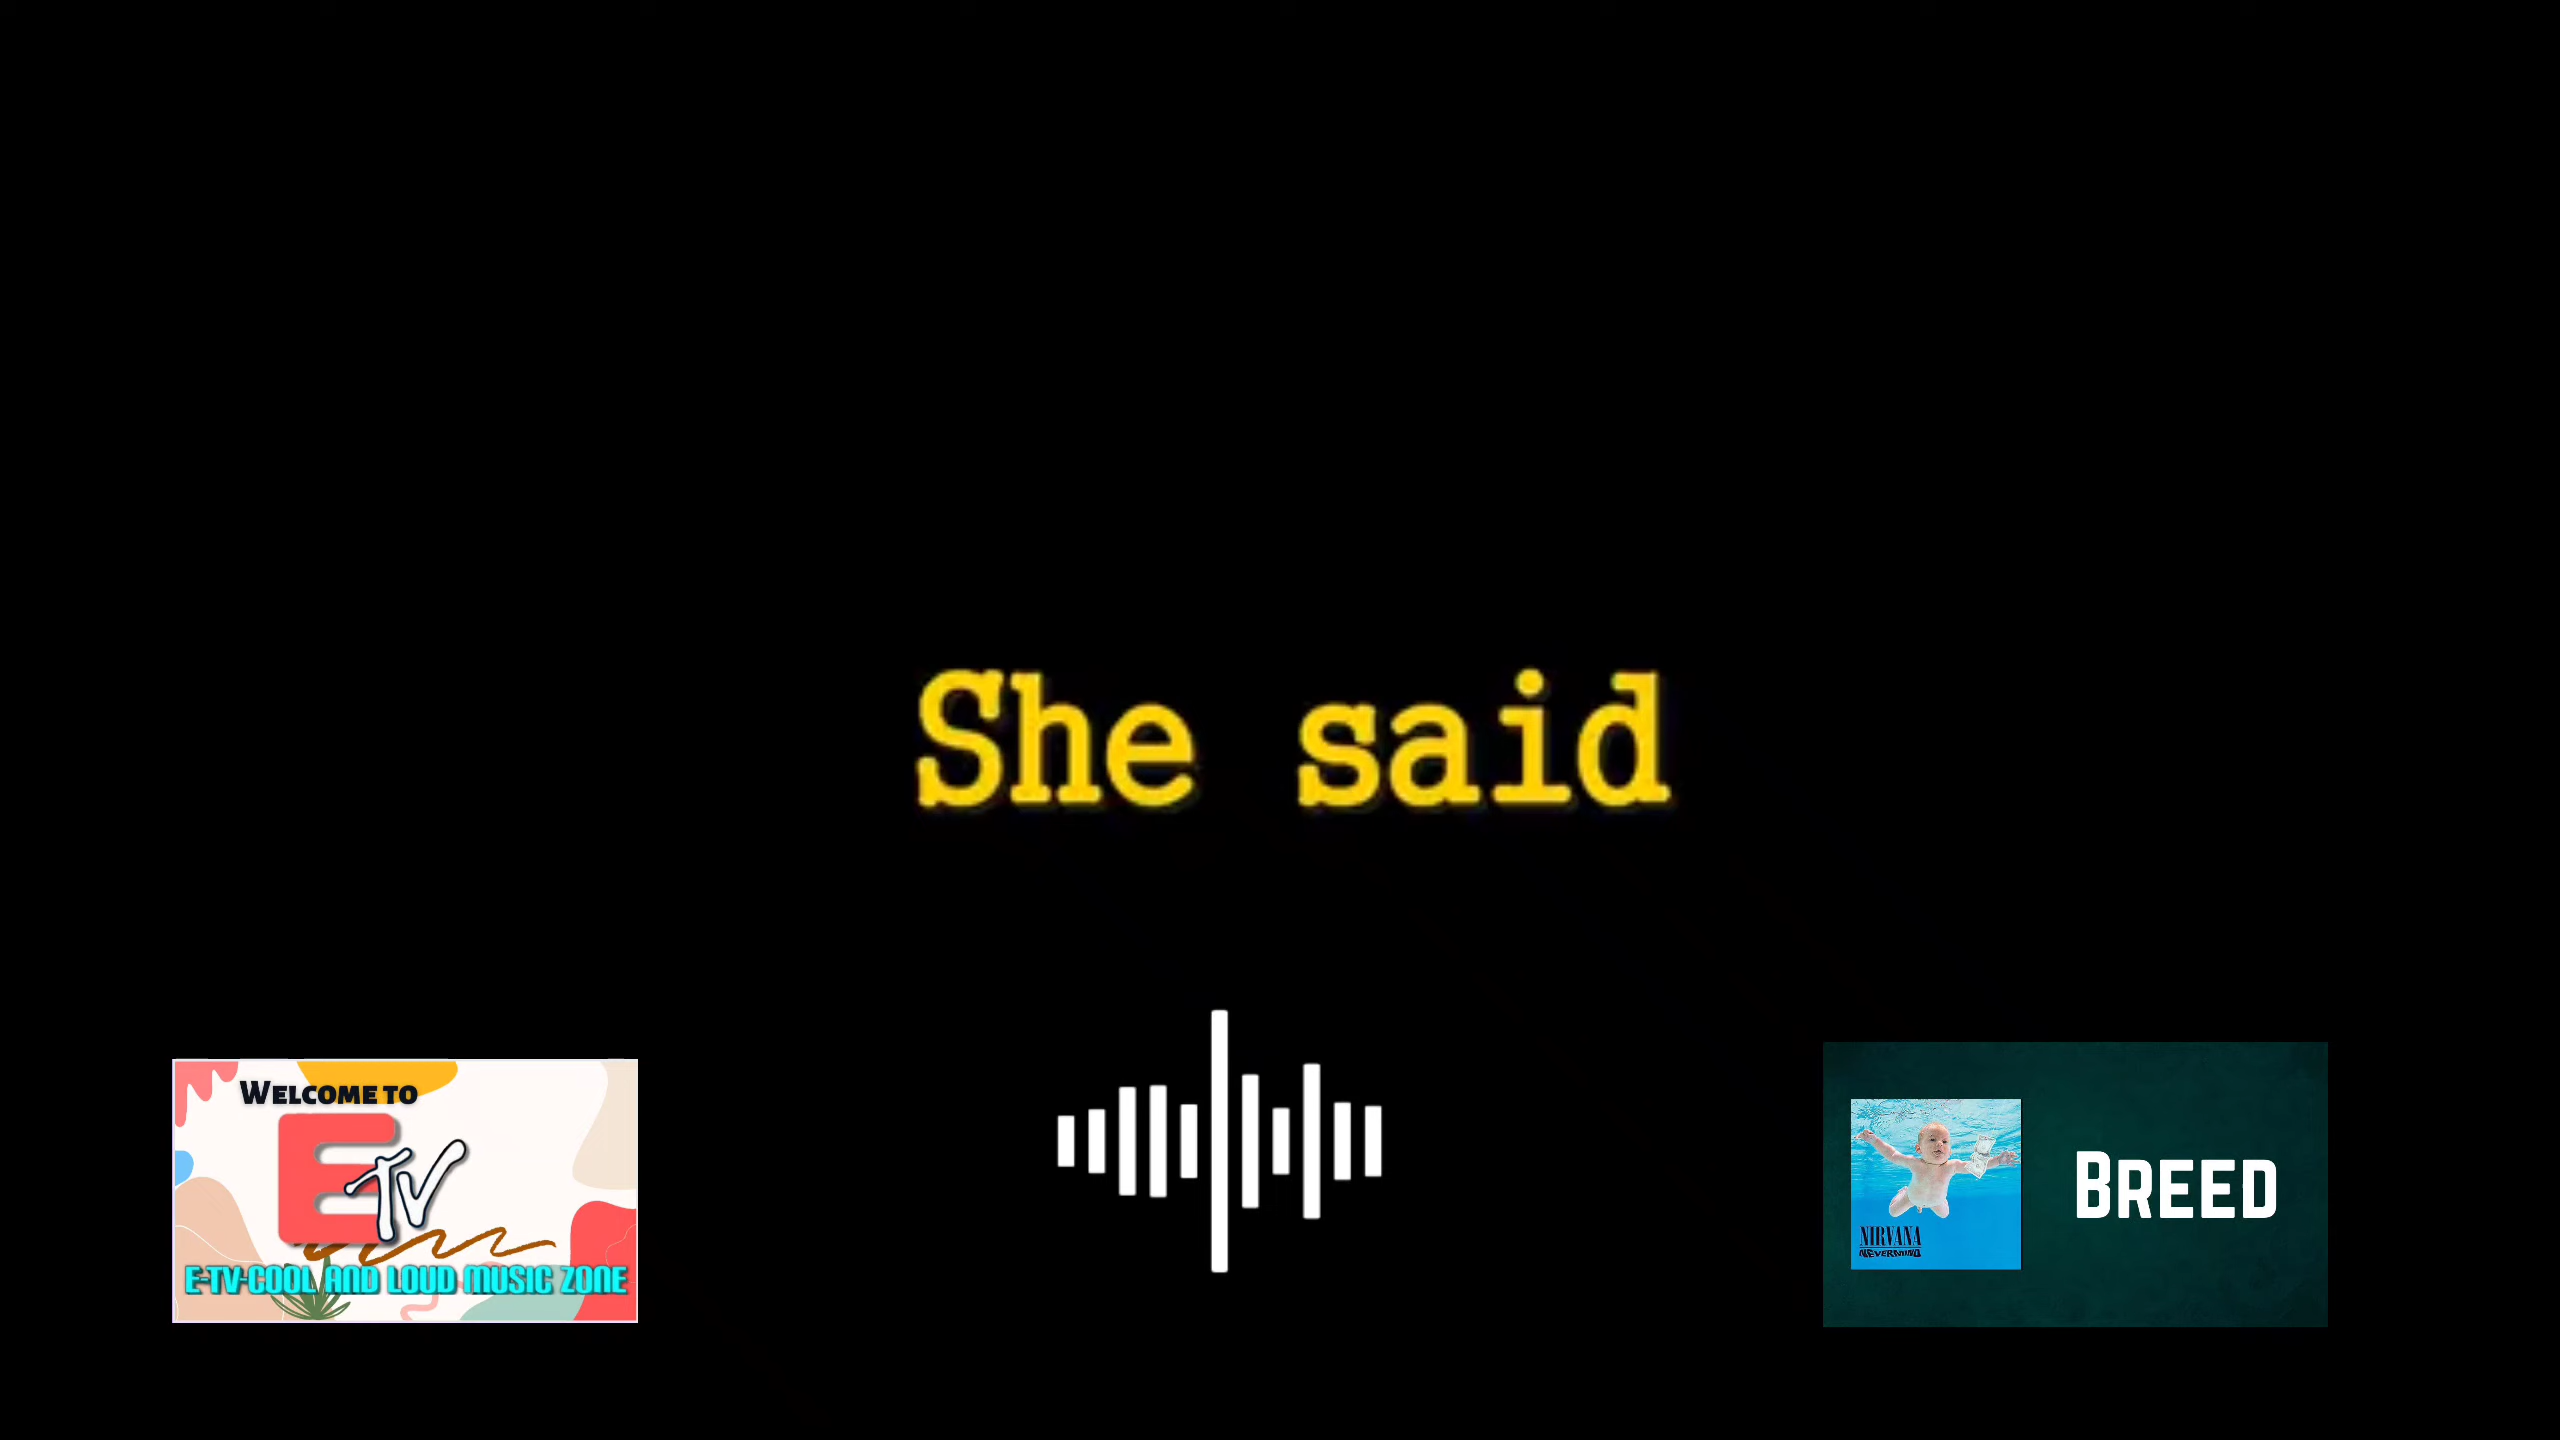 She said
WELCOME TO
E TV
E-TV-COOL AND LOUD MUSIC ZONE
NIRVANA
NEVERMIND
BREED